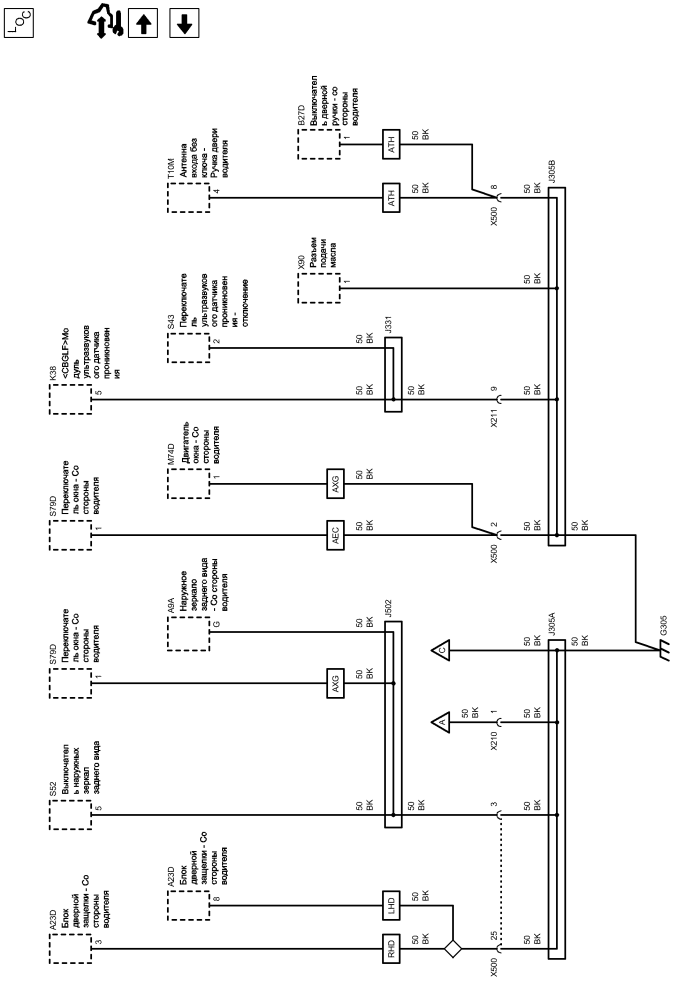 LOC
A23D
Блок
дверной
защелки - Со
стороны
водителя
3
A23D
Блок
дверной
защелки - Со
стороны
водителя
8
S52
Выключател
ь наружных
зеркал
заднего вида
5
S79D
Переключате
ль окна - Со
стороны
водителя
1
A9A
Наружное
зеркало
заднего вида
- Со стороны
водителя
G
S79D
Переключате
ль окна - Со
стороны
водителя
1
M74D
Двигатель
окна - Со
стороны
водителя
1
K38
<CBGLF>Мо
дуль
ультразвуков
ого датчика
проникновен
ия
5
S43
Переключате
ль
ультразвуков
ого датчика
проникновен
ия -
отключение
2
X90
Разъем
подачи
масла
1
T10M
Антенна
входа без
ключа -
Ручка двери
водителя
4
B27D
Выключател
ь дверной
ручки - со
стороны
водителя
1
RHD
50
BK
LHD
50
BK
50
BK
AXG
50
BK
50
BK
J502
50
BK
AEC
50
BK
AXG
50
BK
50
BK
50
BK
J331
50
BK
ATH
50
BK
ATH
50
BK
A
50
BK
C
X500
25
3
X210
1
X500
2
X211
9
X500
8
50
BK
50
BK
50
BK
50
BK
J305A
50
BK
50
BK
50
BK
50
BK
50
BK
J305B
50
BK
50
BK
G305